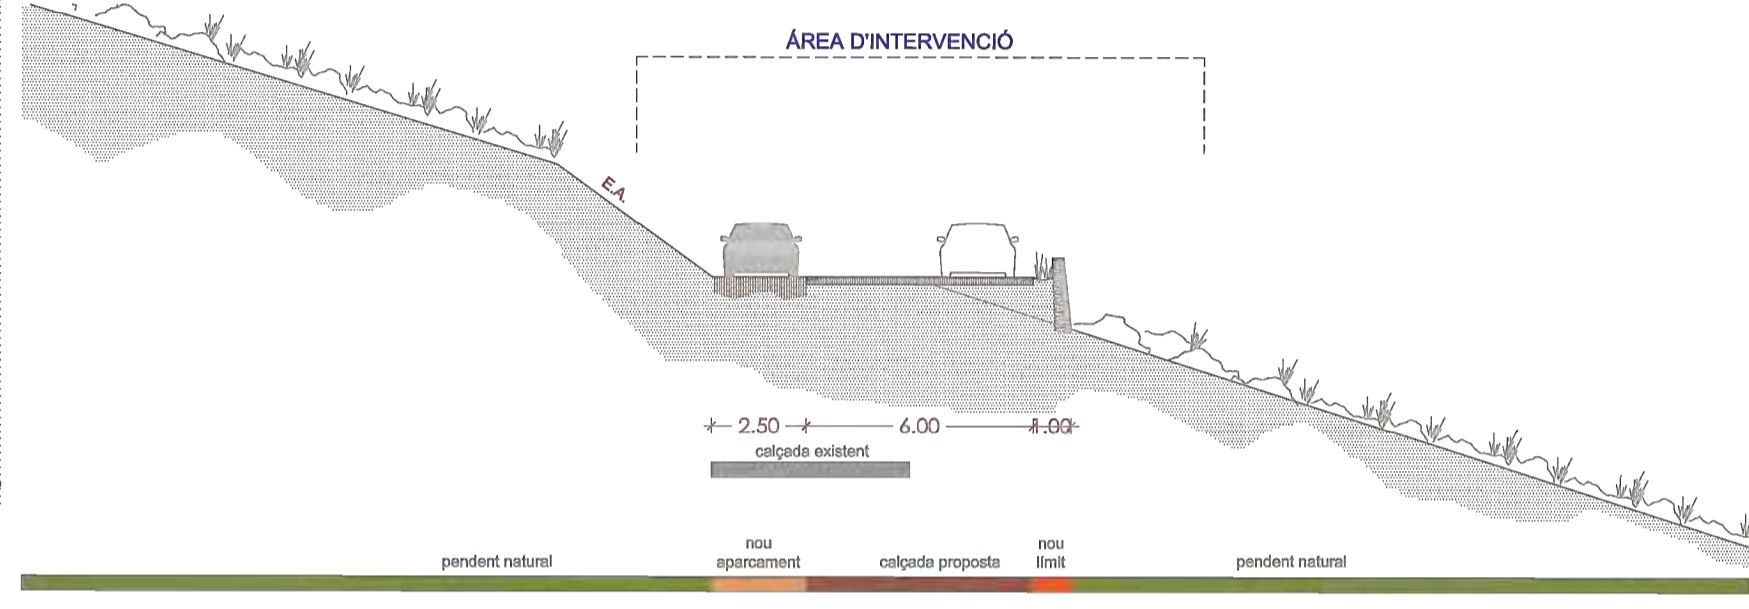 ÁREA D'INTERVENCIÓ
E.A.
2.50 6.00 1.00
calçada existent
pendent natural
nou
aparcament
calçada proposta
nou
límit
pendent natural